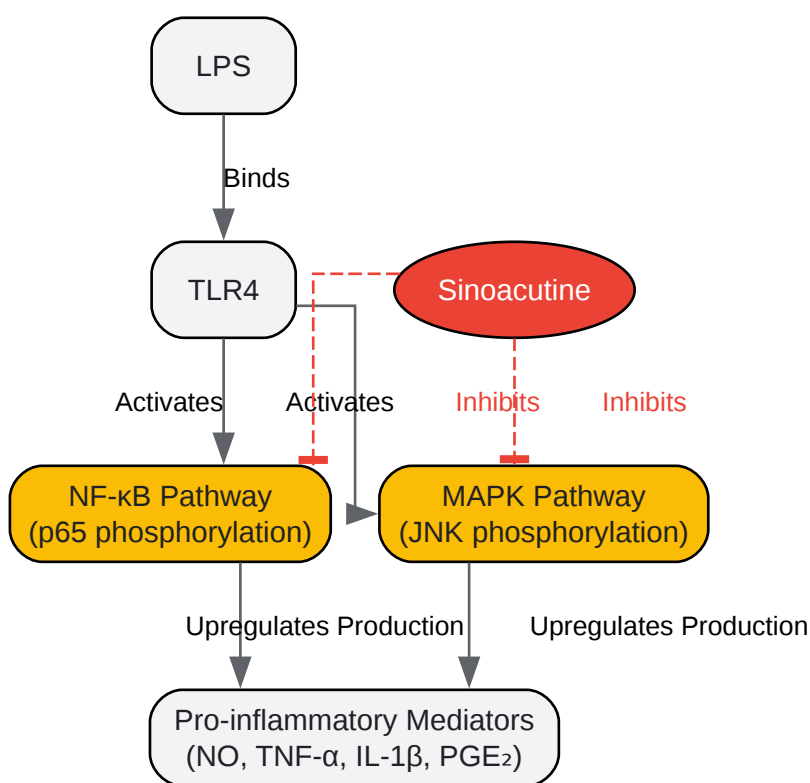 LPS
Binds
TLR4
Sinoacutine
Activates
Activates
Inhibits
Inhibits
NF-κB Pathway
(p65 phosphorylation)
MAPK Pathway
(JNK phosphorylation)
Upregulates Production
Upregulates Production
Pro-inflammatory Mediators
(NO, TNF-α, IL-1β, PGE₂)